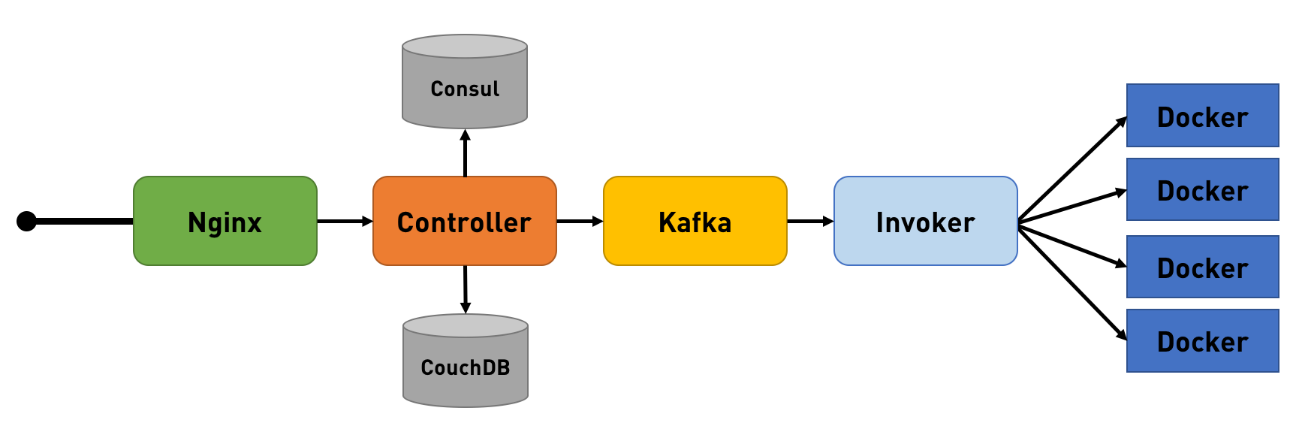 Consul
Nginx
Controller
Kafka
Invoker
CouchDB
Docker
Docker
Docker
Docker